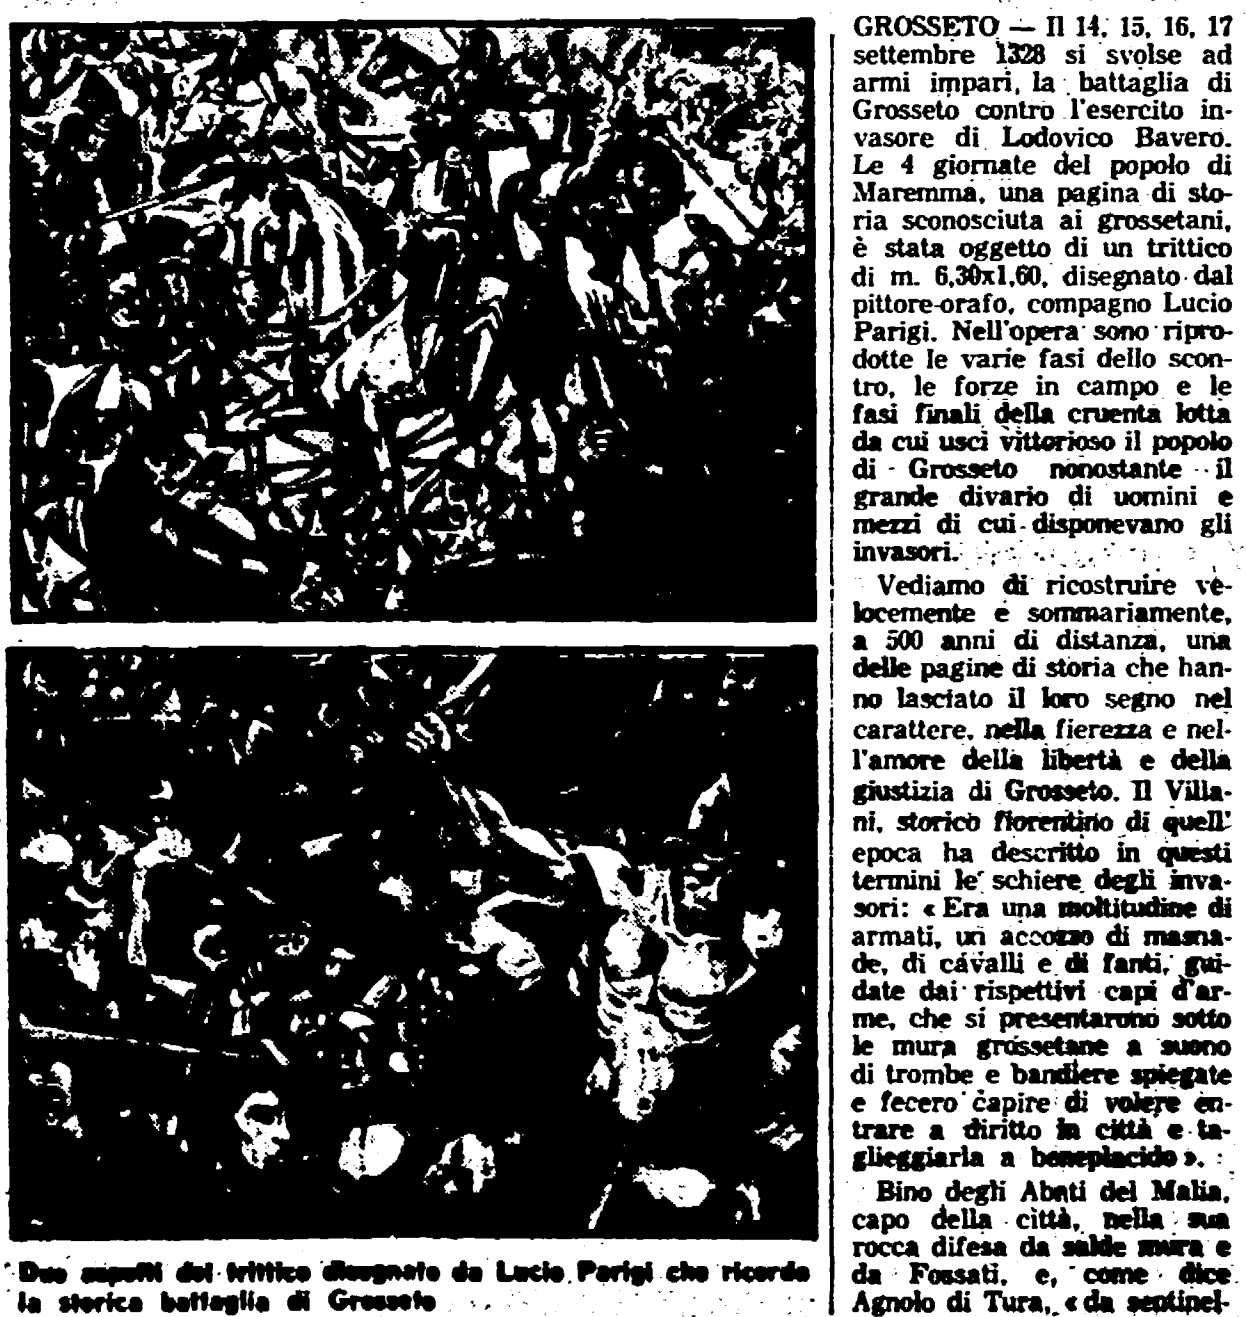 GROSSETO — Il 14, 15, 16, 17
settembre 1328 si svolse ad
armi impari, la battaglia di
Grosseto contro l'esercito in-
vasore di Lodovico Bavero.
Le 4 giornate del popolo di
Maremma, una pagina di sto-
ria sconosciuta ai grossetani,
è stata oggetto di un trittico
di m. 6,30x1,60, disegnato dal
pittore-orafo, compagno Lucio
Parigi. Nell'opera sono ripro-
dotte le varie fasi dello scon-
tro, le forze in campo e le
fasi finali della cruenta lotta
da cui uscì vittorioso il popolo
di Grosseto nonostante il
grande divario di uomini e
mezzi di cui disponevano gli
invasori.
Vediamo di ricostruire ve-
locemente e sommariamente,
a 500 anni di distanza, una
delle pagine di storia che han-
no lasciato il loro segno nel
carattere, nella fierezza e nel-
l'amore della libertà e della
giustizia di Grosseto. Il Villa-
ni, storico fiorentino di quell'
epoca ha descritto in questi
termini le schiere degli inva-
sori: « Era una moltitudine di
armati, un accozzo di masna-
de, di cavalli e di fanti, gui-
date dai rispettivi capi d'ar-
me, che si presentarono sotto
le mura grossetane a suono
di trombe e bandiere spiegate
e fecero capire di volere en-
trare a diritto in città e ta-
glieggiarla a beneplacido ».
Bino degli Abati del Malia,
capo della città, nella sua
rocca difesa da salde mura e
da Fossati, e, come dice
Agnolo di Tura, « da sentinel-
Due aspetti del trittico disegnato da Lucio Parigi che ricorda
la storica battaglia di Grosseto